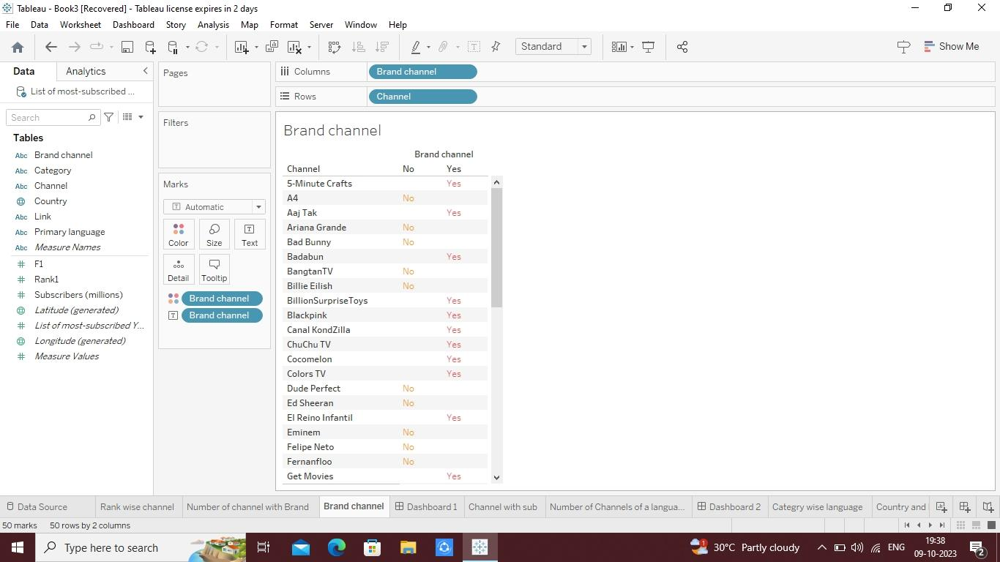 Tableau - Book3 [Recovered] - Tableau license expires in 2 days
File Data Worksheet Dashboard Story Analysis Map Format Server Window Help
Standard
Show Me
Data Analytics
List of most-subscribed ...
Search
Tables
Abc Brand channel
Abc Category
Abc Channel
Country
Abc Link
Abc Primary language
Abc Measure Names
F1
Rank1
Subscribers (millions)
Latitude (generated)
List of most-subscribed Y...
Longitude (generated)
Measure Values
Pages
Filters
Marks
Automatic
Color Size Text
Detail Tooltip
Brand channel
Brand channel
Columns Brand channel
Rows Channel
Brand channel
Brand channel
Channel No Yes
5-Minute Crafts Yes
A4 No
Aaj Tak Yes
Ariana Grande No
Bad Bunny No
Badabun Yes
BangtanTV No
Billie Eilish No
BillionSurpriseToys Yes
Blackpink Yes
Canal KondZilla Yes
ChuChu TV Yes
Cocomelon Yes
Colors TV Yes
Dude Perfect No
Ed Sheeran No
El Reino Infantil Yes
Eminem No
Felipe Neto No
Fernanfloo No
Get Movies Yes
Data Source Rank wise channel Number of channel with Brand Brand channel Dashboard 1 Channel with sub Number of Channels of a langua... Dashboard 2 Categry wise language Country and
50 marks 50 rows by 2 columns
Type here to search
30°C Partly cloudy
ENG
19:38
09-10-2023
2